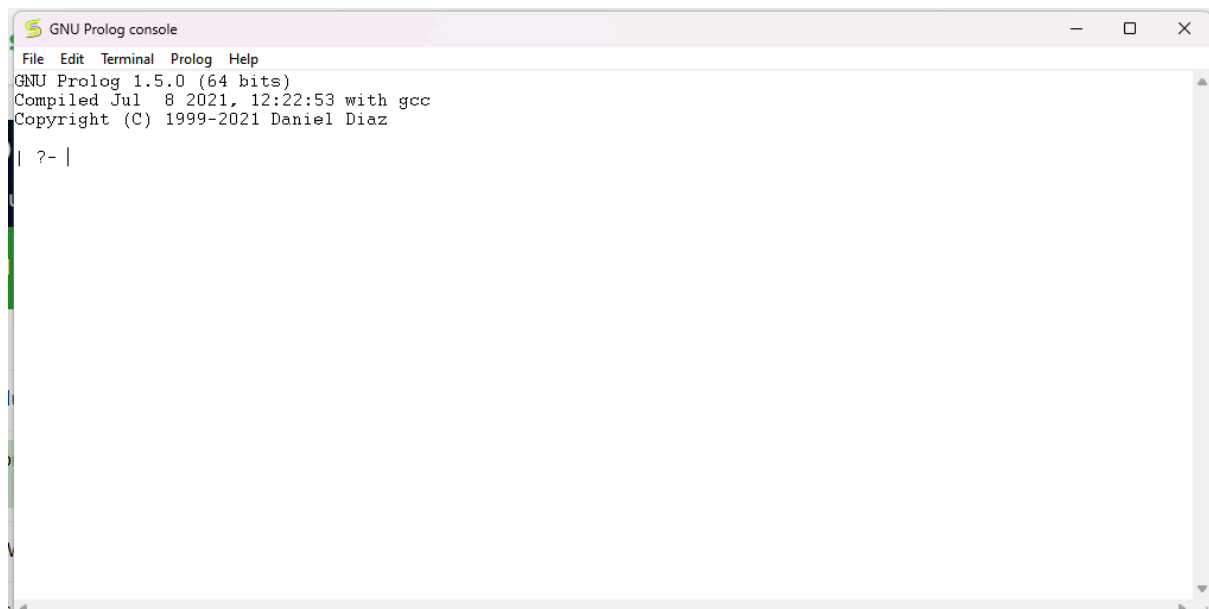 GNU Prolog console
File Edit Terminal Prolog Help
GNU Prolog 1.5.0 (64 bits)
Compiled Jul  8 2021, 12:22:53 with gcc
Copyright (C) 1999-2021 Daniel Diaz
| ?-